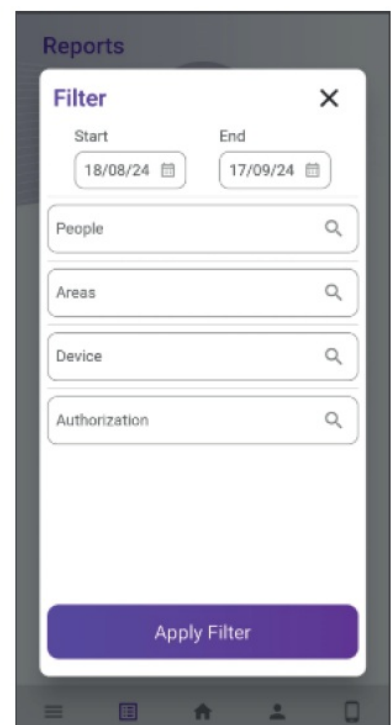 Reports
Filter
Start End
18/08/24 17/09/24
People
Areas
Device
Authorization
Apply Filter